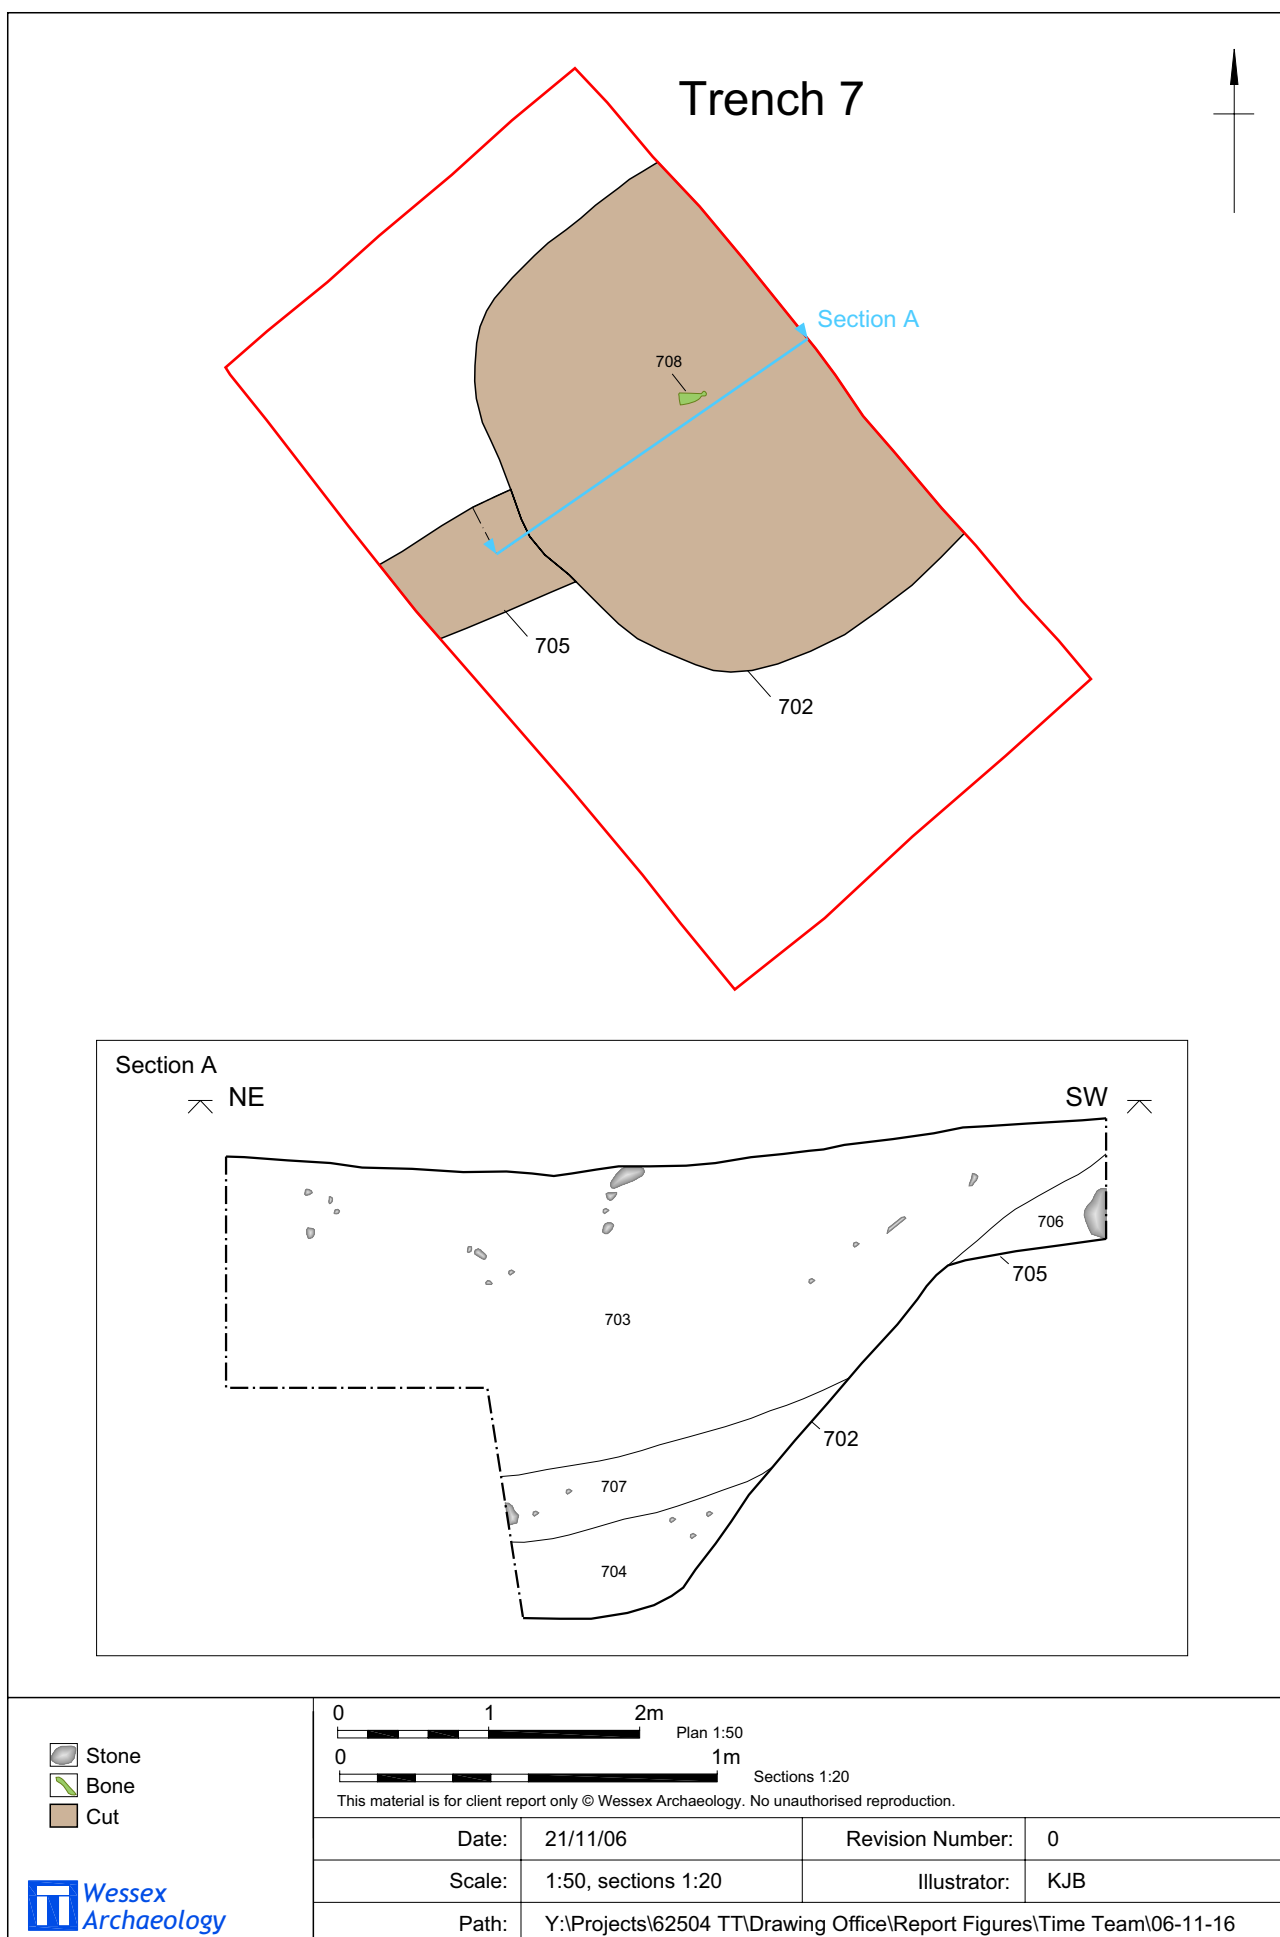 Trench 7
Section A
708
705
702
Section A
NE
SW
706
705
703
702
707
704
Stone
Bone
Cut
Wessex
Archaeology
0 1 2m
Plan 1:50
0 1m
Sections 1:20
This material is for client report only © Wessex Archaeology. No unauthorised reproduction.
Date: 21/11/06 Revision Number: 0
Scale: 1:50, sections 1:20 Illustrator: KJB
Path: Y:\Projects\62504 TT\Drawing Office\Report Figures\Time Team\06-11-16